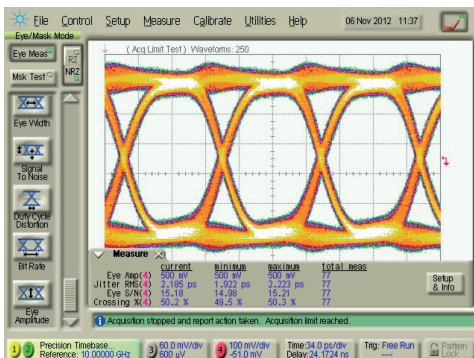 File Control Setup Measure Calibrate Utilities Help 06 Nov 2012 11:37
Eye/Mask Mode
Eye Meas
RZ
NRZ
Msk Test
( Acq Limit Test ) Waveforms: 250
Eye Width
Signal To Noise
Duty Cycle Distortion
Bit Rate
Eye Amplitude
Measure
current minimum maximum total meas
Eye Amp(4) 500 mV 500 mV 500 mV 77
Jitter RMS(4) 2.185 ps 1.922 ps 2.223 ps 77
Eye S/N(4) 15.18 14.98 15.21 77
Crossing %(4) 50.2 % 49.5 % 50.3 % 77
Setup & Info
Acquisition stopped and report action taken. Acquisition limit reached.
1 2 Precision Timebase... Reference: 10.00000 GHz
3 60.0 mV/div 600 µV
4 100 mV/div -51.0 mV
Time:34.0 ps/div Delay:24.1724 ns
Trig: Free Run
Pattern Lock